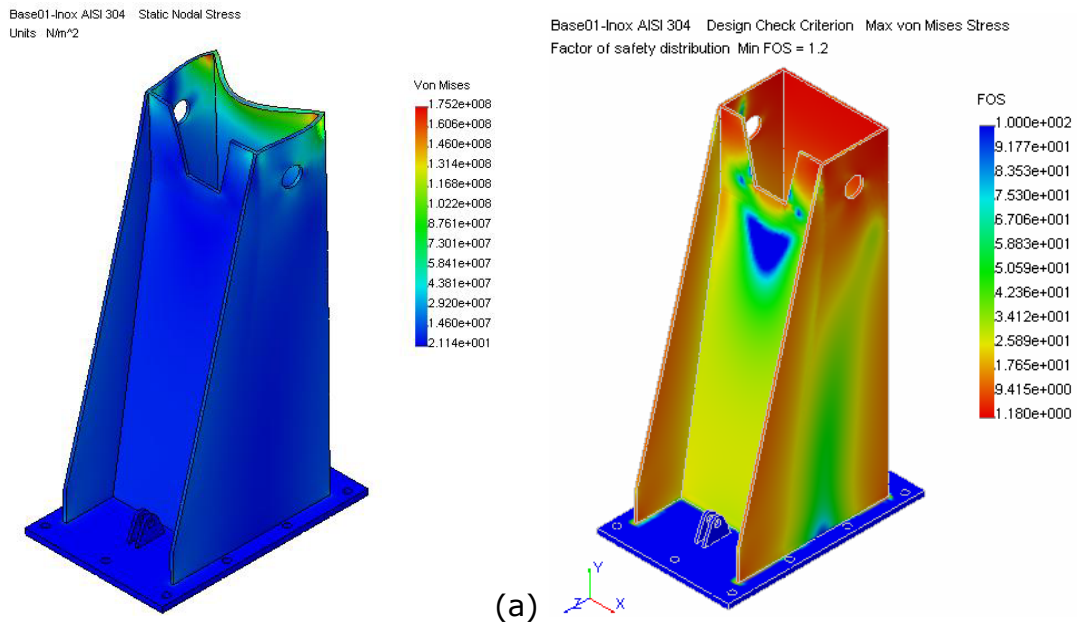 Base01-Inox AISI 304 Static Nodal Stress
Units N/m^2
Von Mises
1.752e+008
1.606e+008
1.460e+008
1.314e+008
1.168e+008
1.022e+008
8.761e+007
7.301e+007
5.841e+007
4.381e+007
2.920e+007
1.460e+007
2.114e+001
(a)
Base01-Inox AISI 304 Design Check Criterion Max von Mises Stress
Factor of safety distribution Min FOS = 1.2
FOS
1.000e+002
9.177e+001
8.353e+001
7.530e+001
6.706e+001
5.883e+001
5.059e+001
4.236e+001
3.412e+001
2.589e+001
1.765e+001
9.415e+000
1.180e+000
Y
Z
X